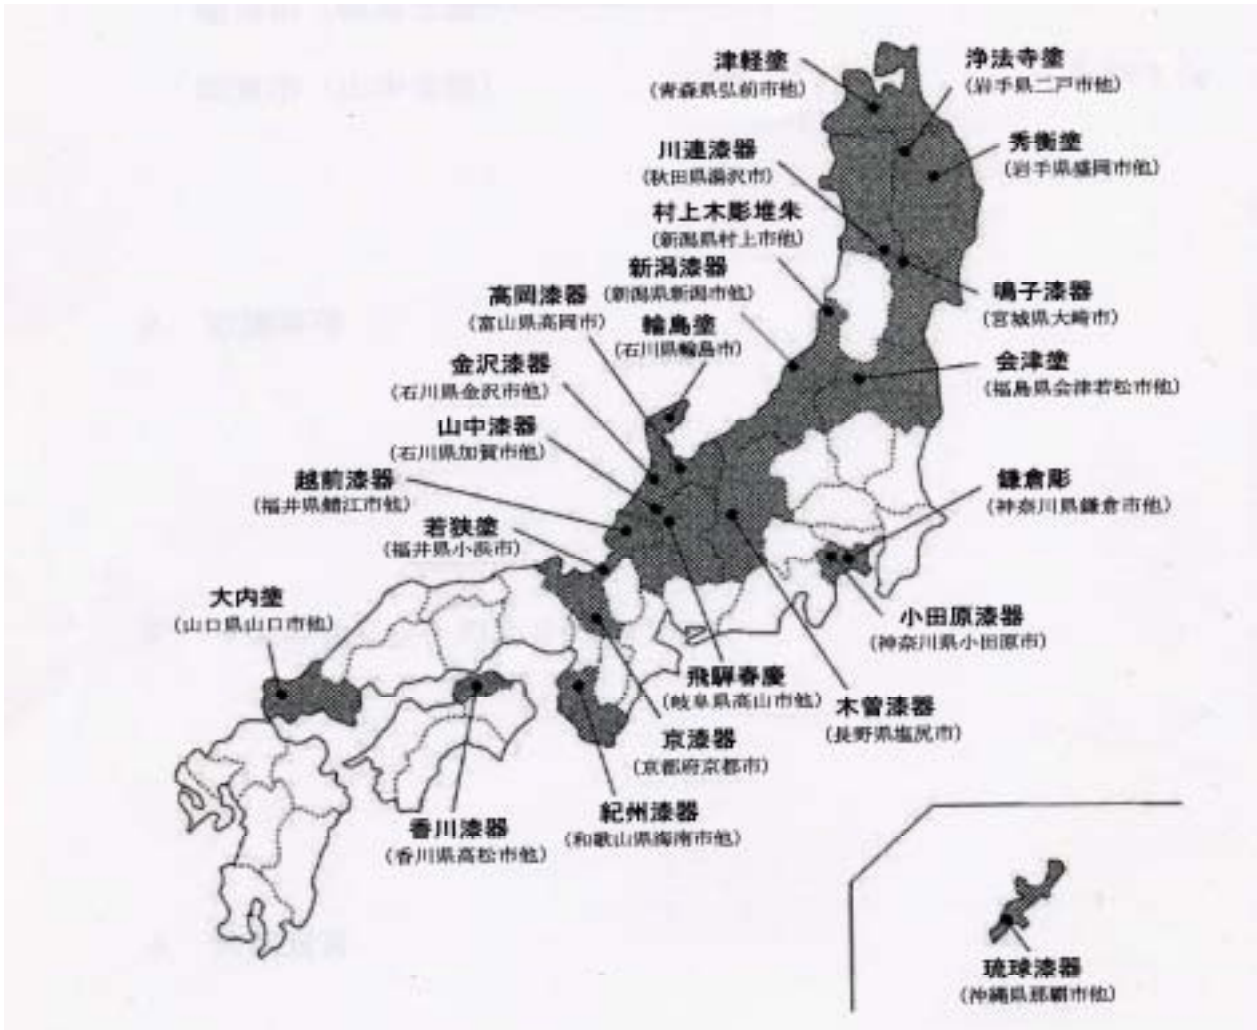 津軽塗
(青森県弘前市他)
浄法寺塗
(岩手県二戸市他)
川連漆器
(秋田県湯沢市)
秀衡塗
(岩手県盛岡市他)
村上木彫堆朱
(新潟県村上市他)
新潟漆器
(新潟県新潟市他)
高岡漆器
(富山県高岡市)
輪島塗
(石川県輪島市)
鳴子漆器
(宮城県大崎市)
金沢漆器
(石川県金沢市他)
会津塗
(福島県会津若松市他)
山中漆器
(石川県加賀市他)
越前漆器
(福井県鯖江市他)
鎌倉彫
(神奈川県鎌倉市他)
若狭塗
(福井県小浜市)
大内塗
(山口県山口市他)
小田原漆器
(神奈川県小田原市)
飛騨春慶
(岐阜県高山市他)
木曽漆器
(長野県塩尻市)
京漆器
(京都府京都市)
紀州漆器
(和歌山県海南市他)
香川漆器
(香川県高松市他)
琉球漆器
(沖縄県那覇市他)